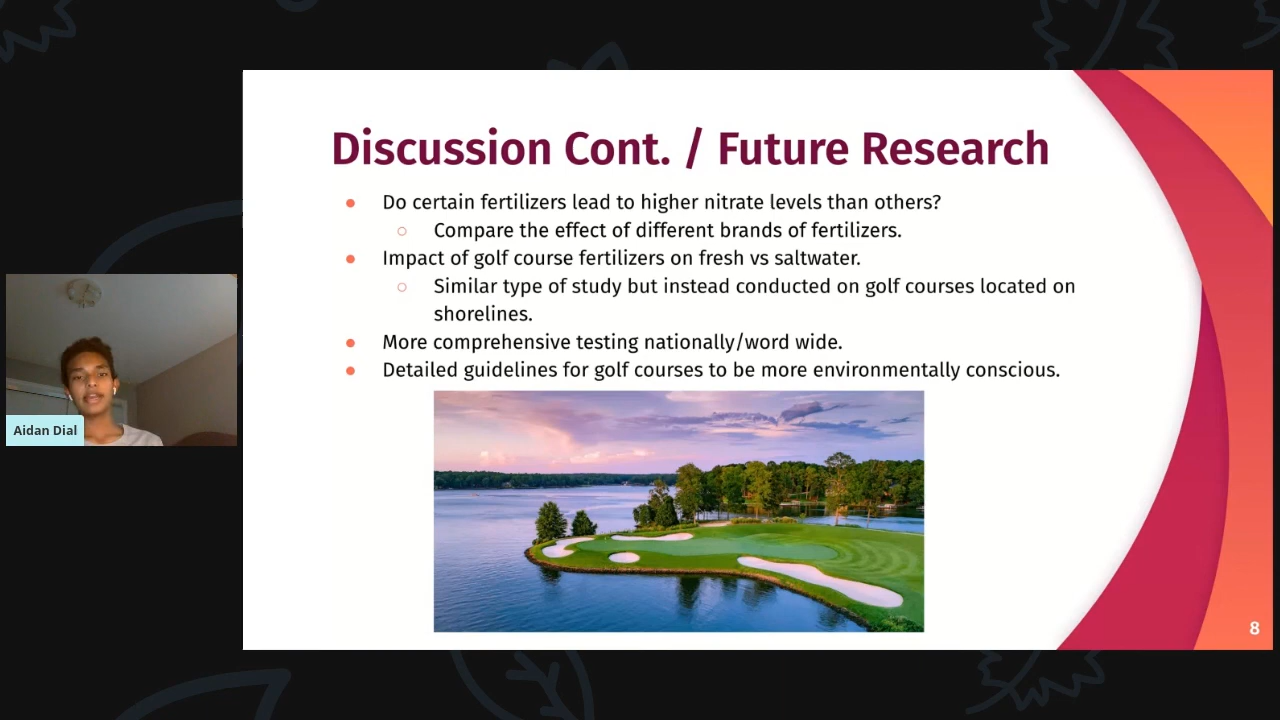 Discussion Cont. / Future Research
Do certain fertilizers lead to higher nitrate levels than others?
Compare the effect of different brands of fertilizers.
Impact of golf course fertilizers on fresh vs saltwater.
Similar type of study but instead conducted on golf courses located on
shorelines.
More comprehensive testing nationally/word wide.
Detailed guidelines for golf courses to be more environmentally conscious.
Aidan Dial
8